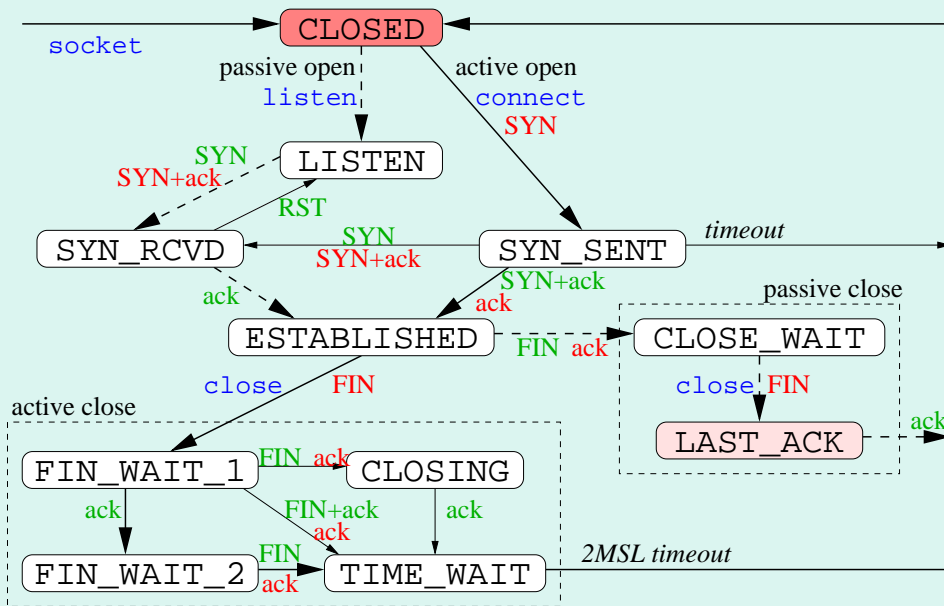 CLOSED
socket
passive open
active open
listen
connect
SYN
LISTEN
SYN
SYN+ack
RST
SYN_RCVD
SYN
SYN+ack
SYN_SENT
timeout
ack
SYN+ack
ack
passive close
ESTABLISHED
FIN ack
CLOSE_WAIT
close FIN
close FIN
active close
LAST_ACK
ack
FIN_WAIT_1
FIN ack
CLOSING
ack
FIN+ack
ack
ack
FIN_WAIT_2
FIN
ack
TIME_WAIT
2MSL timeout